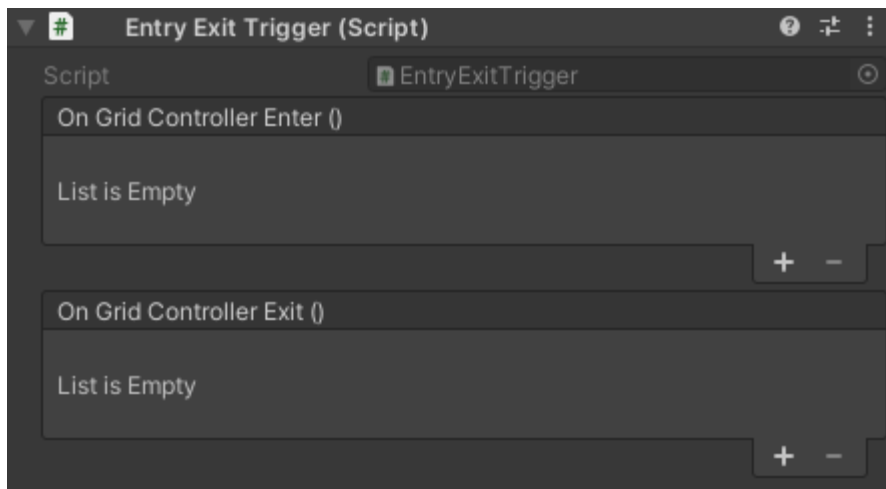 # Entry Exit Trigger (Script)
Script # EntryExitTrigger
On Grid Controller Enter ()
List is Empty
+ −
On Grid Controller Exit ()
List is Empty
+ −